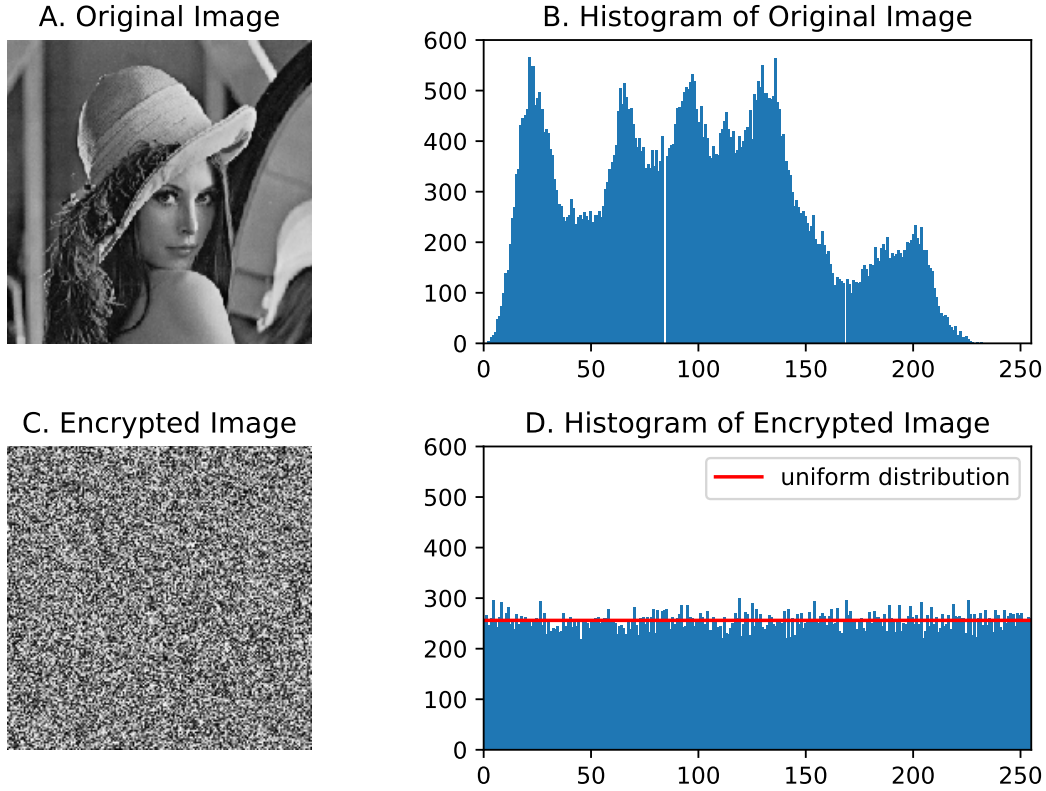 A. Original Image
B. Histogram of Original Image
600
500
400
300
200
100
0
0 50 100 150 200 250
C. Encrypted Image
D. Histogram of Encrypted Image
600
500
400
300
200
100
0
uniform distribution
0 50 100 150 200 250